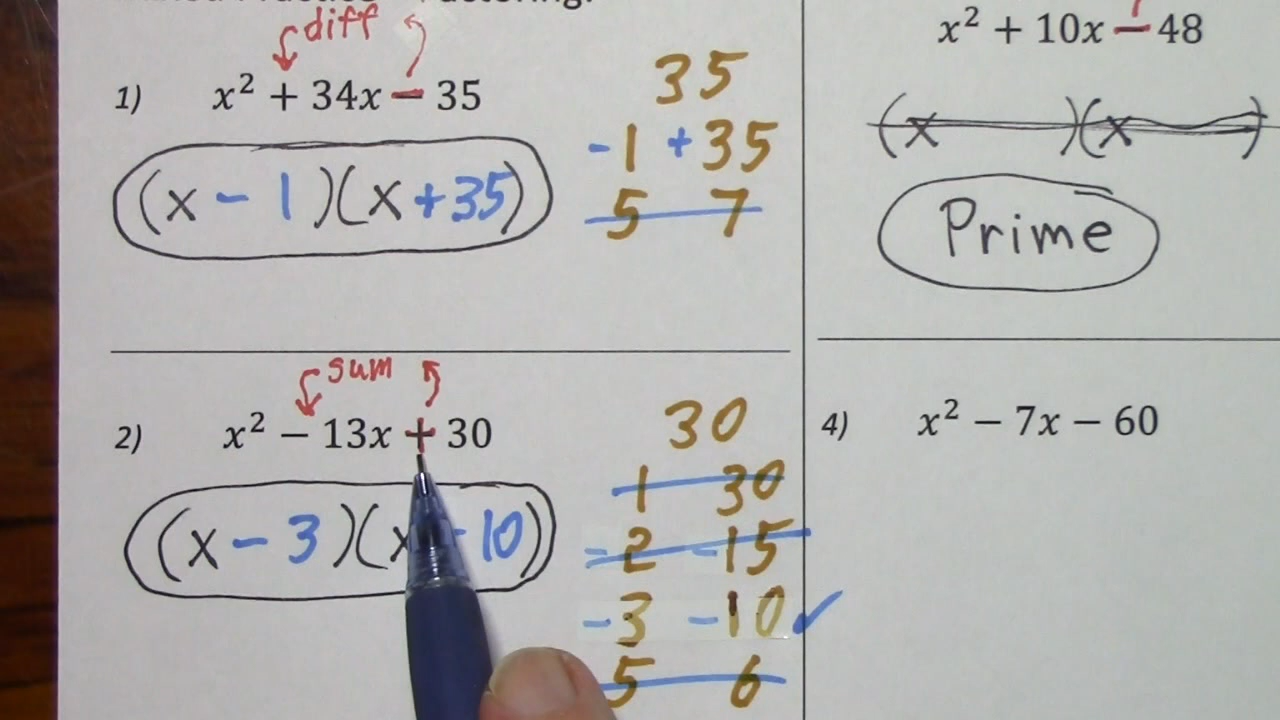 Factoring:
diff
1) x² + 34x − 35
(x - 1)(x + 35)
35
- 1 + 35
5 7
sum
2) x² − 13x + 30
(x - 3)(x - 10)
30
1 30
- 2 - 15
- 3 - 10 ✓
5 6
x² + 10x − 48
(x )(x )
Prime
4) x² − 7x − 60